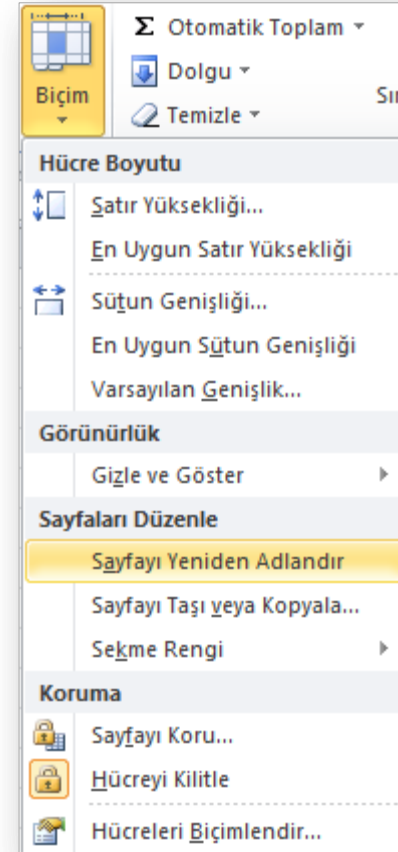 Σ Otomatik Toplam
Biçim
Dolgu
Temizle
Hücre Boyutu
Satır Yüksekliği...
En Uygun Satır Yüksekliği
Sütun Genişliği...
En Uygun Sütun Genişliği
Varsayılan Genişlik...
Görünürlük
Gizle ve Göster
Sayfaları Düzenle
Sayfayı Yeniden Adlandır
Sayfayı Taşı veya Kopyala...
Sekme Rengi
Koruma
Sayfayı Koru...
Hücreyi Kilitle
Hücreleri Biçimlendir...